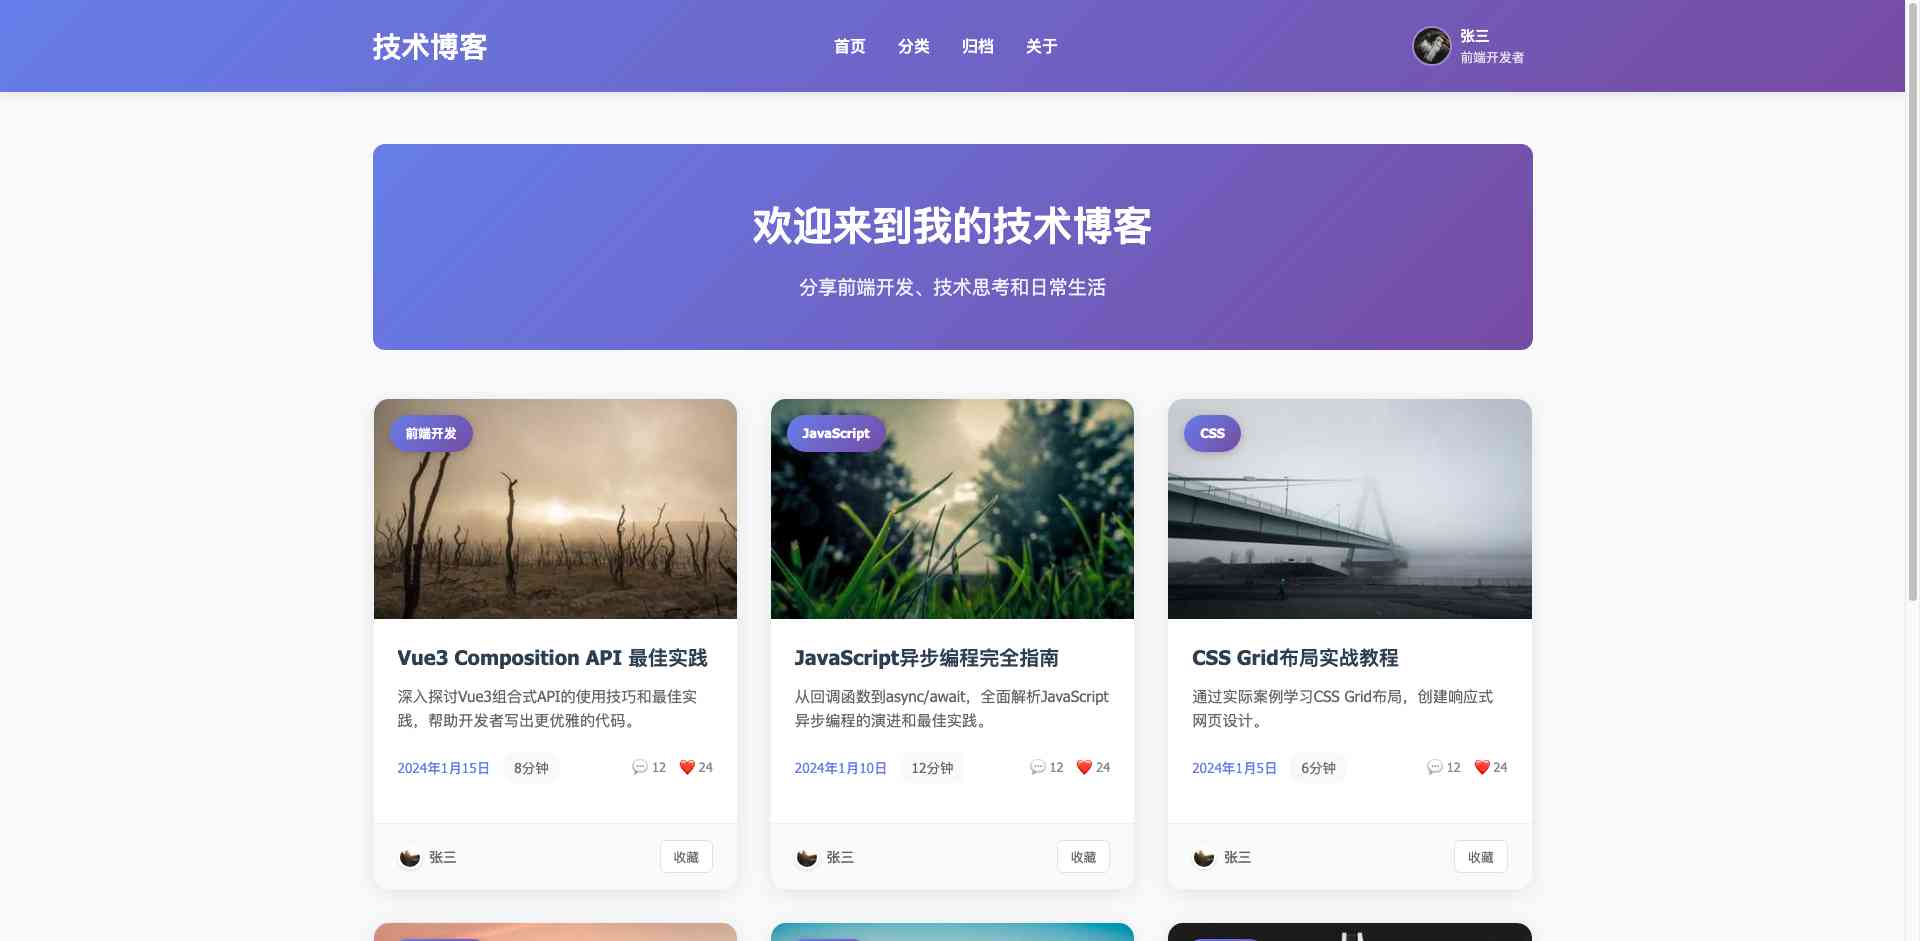 技术博客
首页
分类
归档
关于
张三
前端开发者
欢迎来到我的技术博客
分享前端开发、技术思考和日常生活
前端开发
Vue3 Composition API 最佳实践
深入探讨Vue3组合式API的使用技巧和最佳实
践，帮助开发者写出更优雅的代码。
2024年1月15日 8分钟 12 24
张三 收藏
JavaScript
JavaScript异步编程完全指南
从回调函数到async/await，全面解析JavaScript
异步编程的演进和最佳实践。
2024年1月10日 12分钟 12 24
张三 收藏
CSS
CSS Grid布局实战教程
通过实际案例学习CSS Grid布局，创建响应式
网页设计。
2024年1月5日 6分钟 12 24
张三 收藏